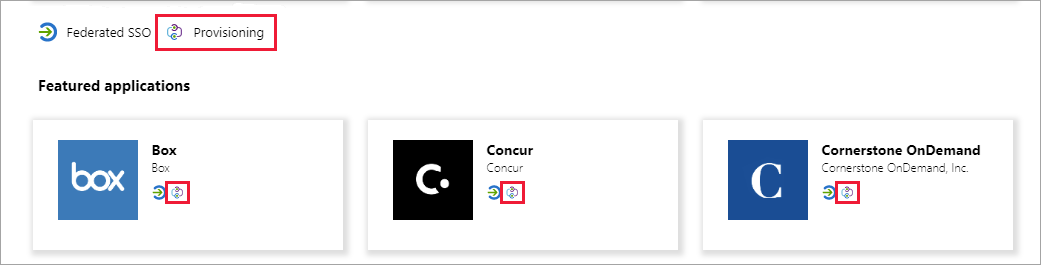 Federated SSO Provisioning
Featured applications
box
Box
Box
C.
Concur
Concur
C
Cornerstone OnDemand
Cornerstone OnDemand, Inc.